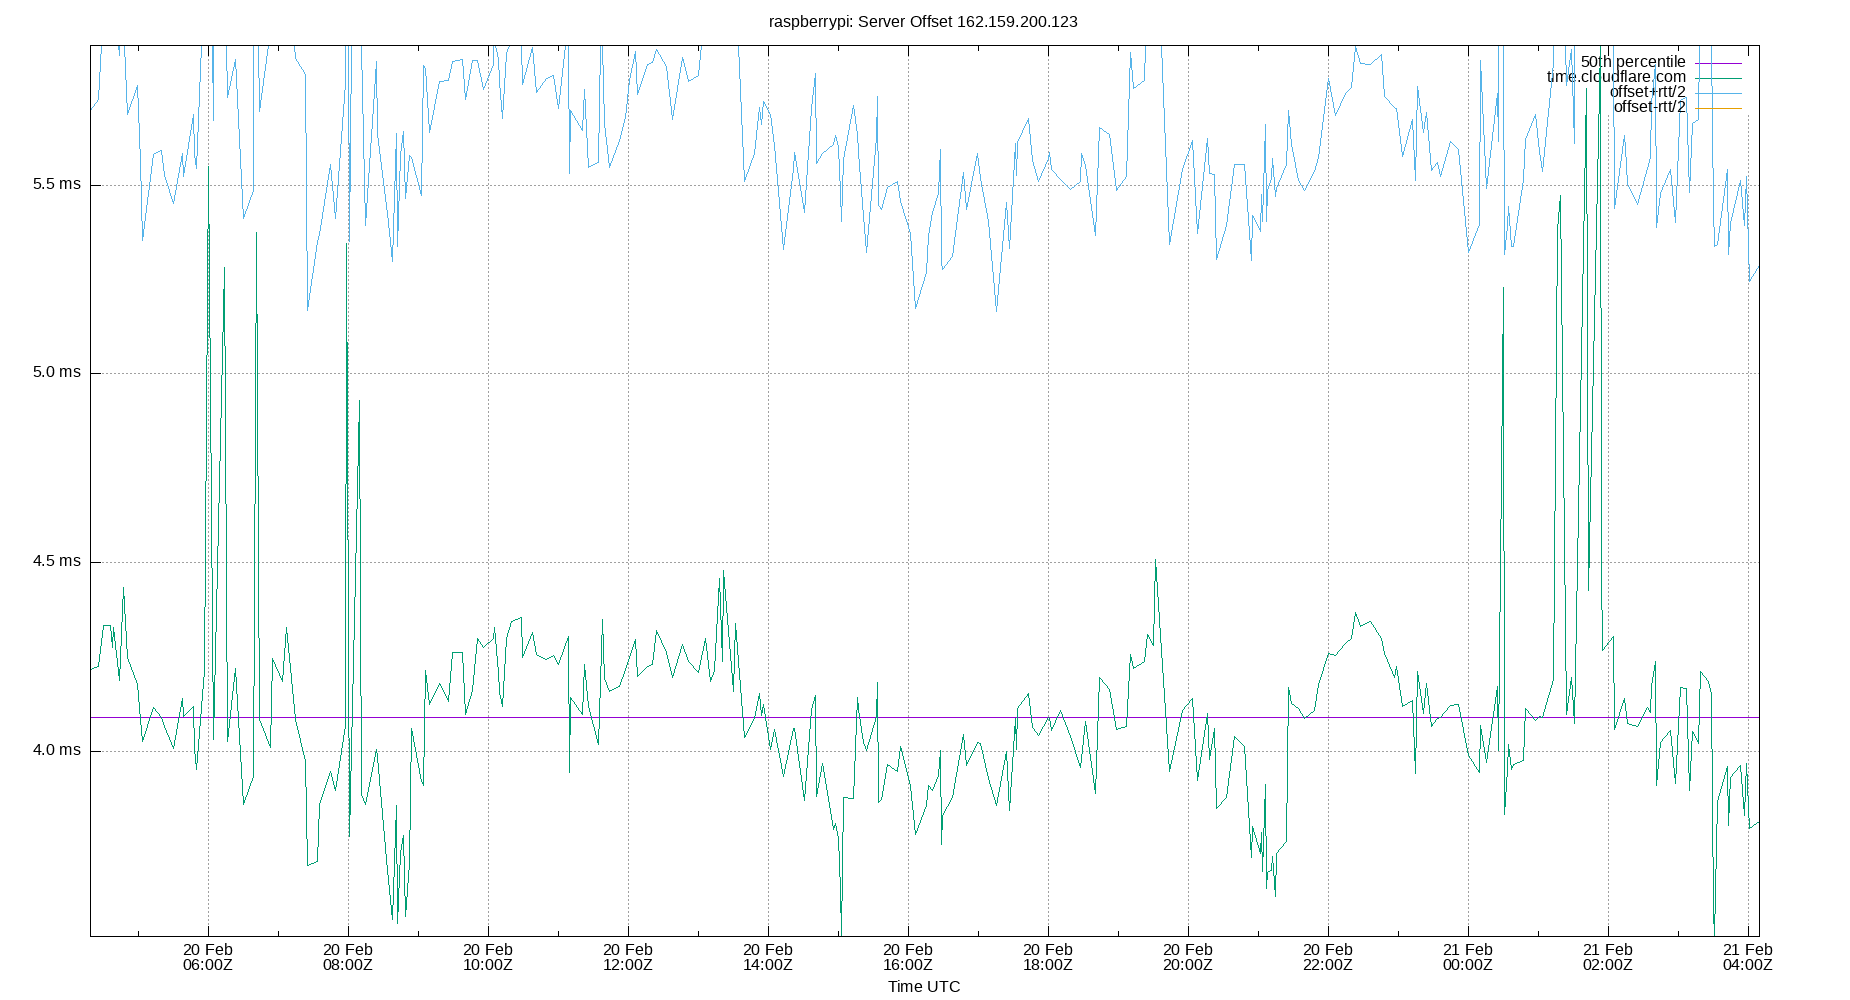 raspberrypi: Server Offset 162.159.200.123
50th percentile
time.cloudflare.com
offset+rtt/2
offset-rtt/2
5.5 ms
5.0 ms
4.5 ms
4.0 ms
20 Feb 20 Feb 20 Feb 20 Feb 20 Feb 20 Feb 20 Feb 20 Feb 20 Feb 21 Feb 21 Feb 21 Feb
06:00Z 08:00Z 10:00Z 12:00Z 14:00Z 16:00Z 18:00Z 20:00Z 22:00Z 00:00Z 02:00Z 04:00Z
Time UTC